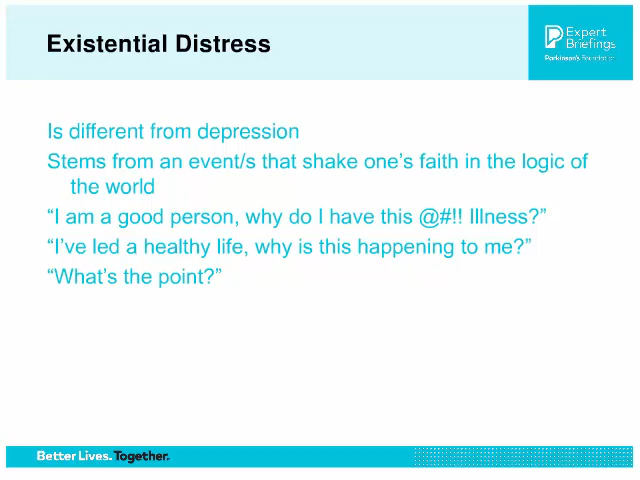 Existential Distress
Expert
Briefings
Parkinson's Foundation
Is different from depression
Stems from an event/s that shake one's faith in the logic of
the world
“I am a good person, why do I have this @#!! Illness?”
“I've led a healthy life, why is this happening to me?”
“What's the point?”
Better Lives. Together.